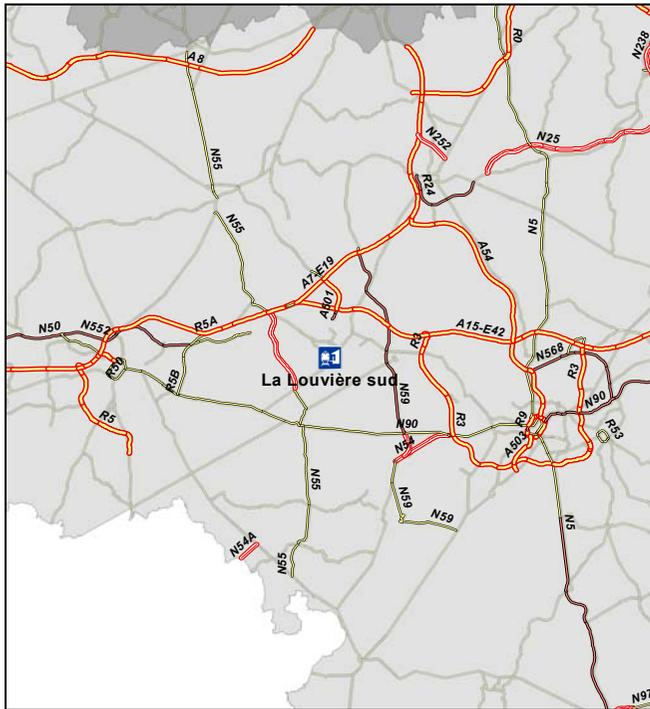 A8
R0
N238
N252
N25
N55
R24
N55
N5
A54
A7-E19
A501
N50
N552
R5A
R3
A15-E42
N568
R50
R5B
La Louvière sud
N59
R3
N90
R5
N90
R3
R9
N54
A503
R53
N55
N59
N59
N5
N54A
N55
N97